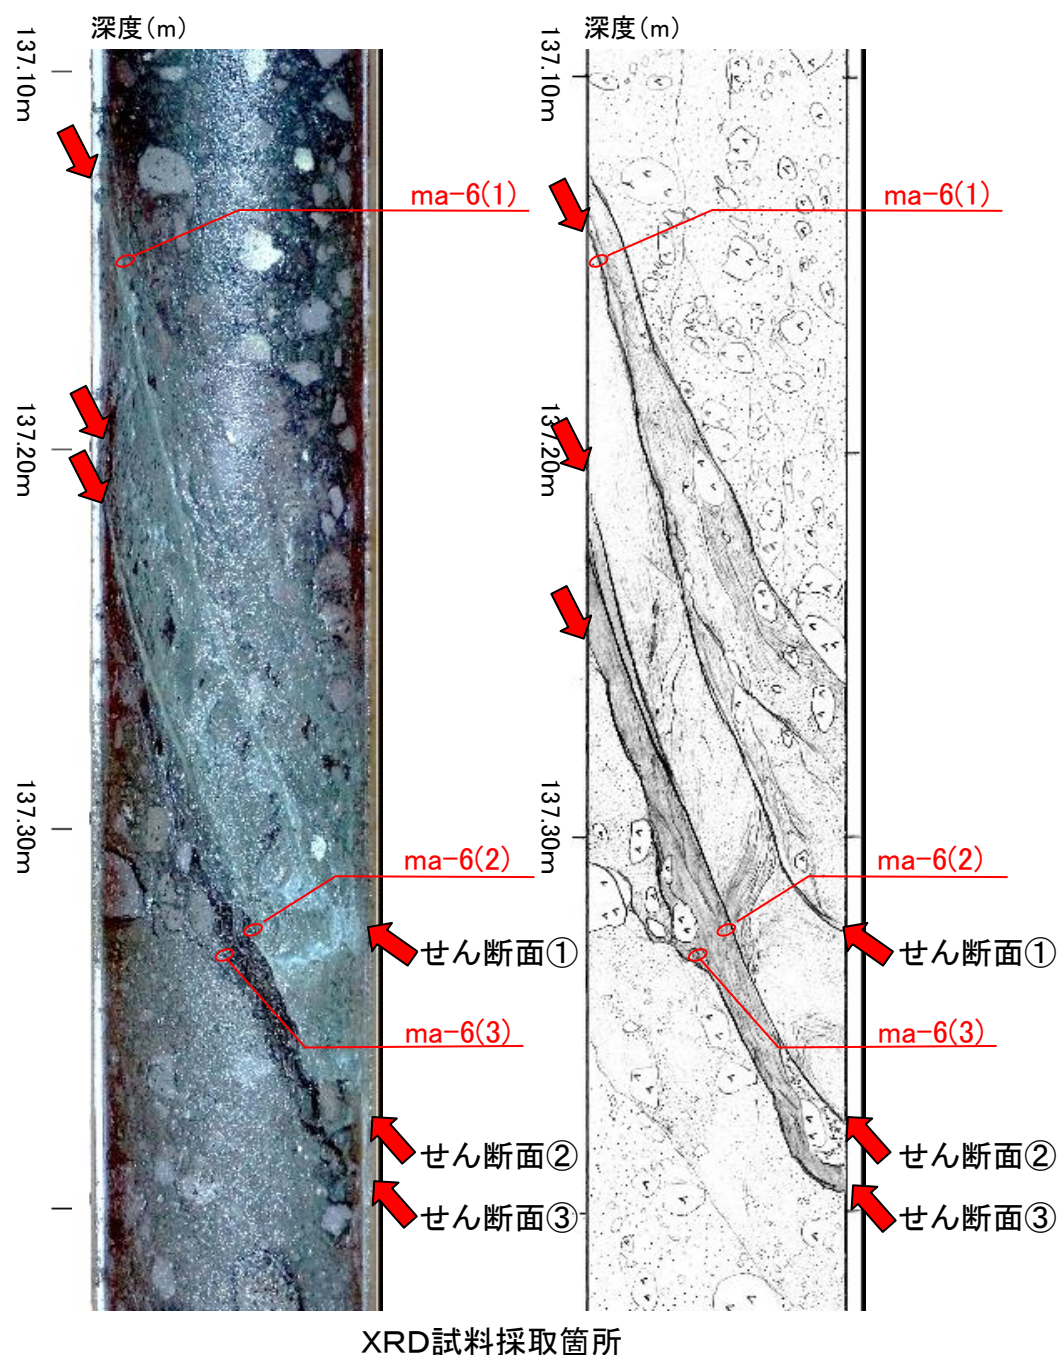 深度(m)
137.10m
ma-6(1)
137.20m
137.30m
ma-6(2)
せん断面①
ma-6(3)
せん断面②
せん断面③
深度(m)
137.10m
ma-6(1)
137.20m
137.30m
ma-6(2)
せん断面①
ma-6(3)
せん断面②
せん断面③
XRD試料採取箇所